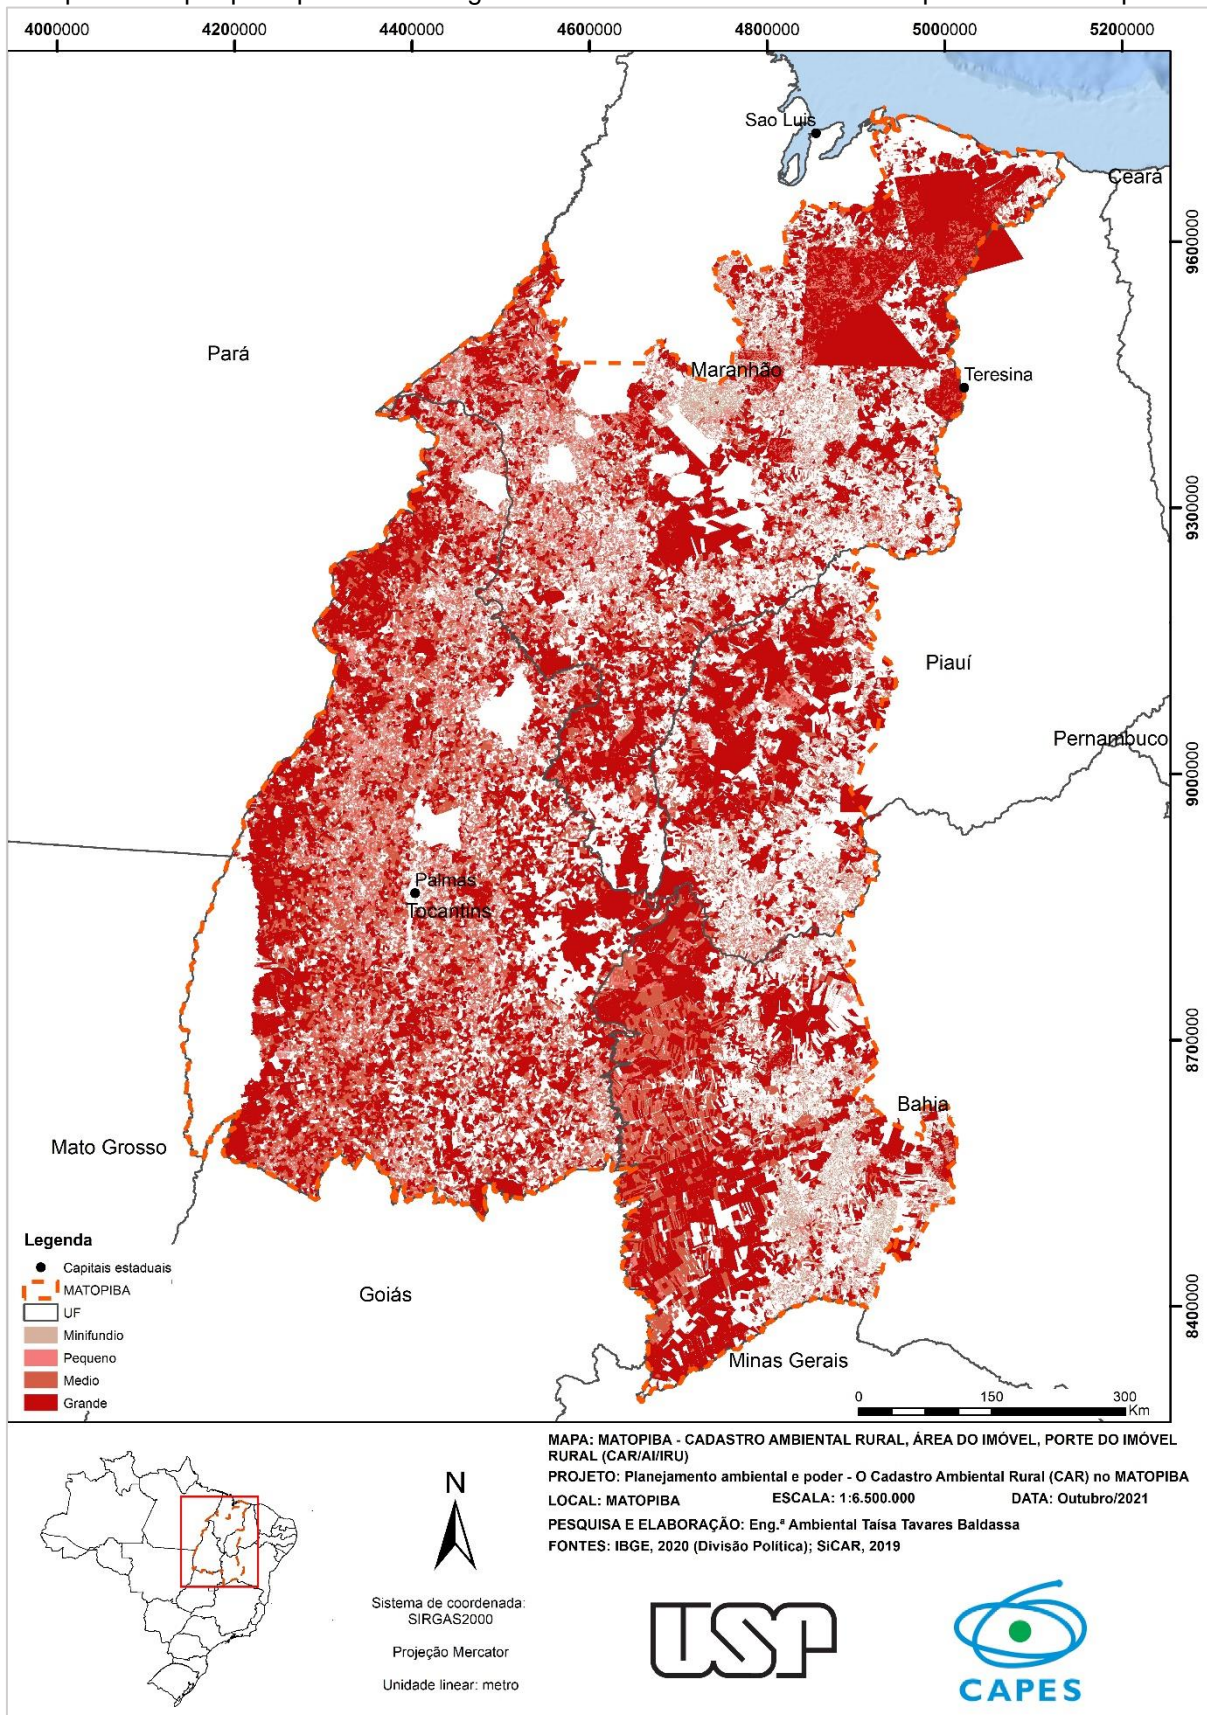 4000000 4200000 4400000 4600000 4800000 5000000 5200000
Sao Luis
Ceará
9600000
Pará
Maranhão
Teresina
9300000
Piauí
Pernambuco
9000000
Palmas
Tocantins
8700000
Bahia
Mato Grosso
Legenda
Capitais estaduais
MATOPIBA
UF
Minifundio
Pequeno
Medio
Grande
Goiás
8400000
Minas Gerais
0 150 300
Km
MAPA: MATOPIBA - CADASTRO AMBIENTAL RURAL, ÁREA DO IMÓVEL, PORTE DO IMÓVEL
RURAL (CAR/AI/IRU)
PROJETO: Planejamento ambiental e poder - O Cadastro Ambiental Rural (CAR) no MATOPIBA
LOCAL: MATOPIBA ESCALA: 1:6.500.000 DATA: Outubro/2021
PESQUISA E ELABORAÇÃO: Eng.ª Ambiental Taísa Tavares Baldassa
FONTES: IBGE, 2020 (Divisão Política); SiCAR, 2019
N
Sistema de coordenada:
SIRGAS2000
Projeção Mercator
Unidade linear: metro
USP
CAPES